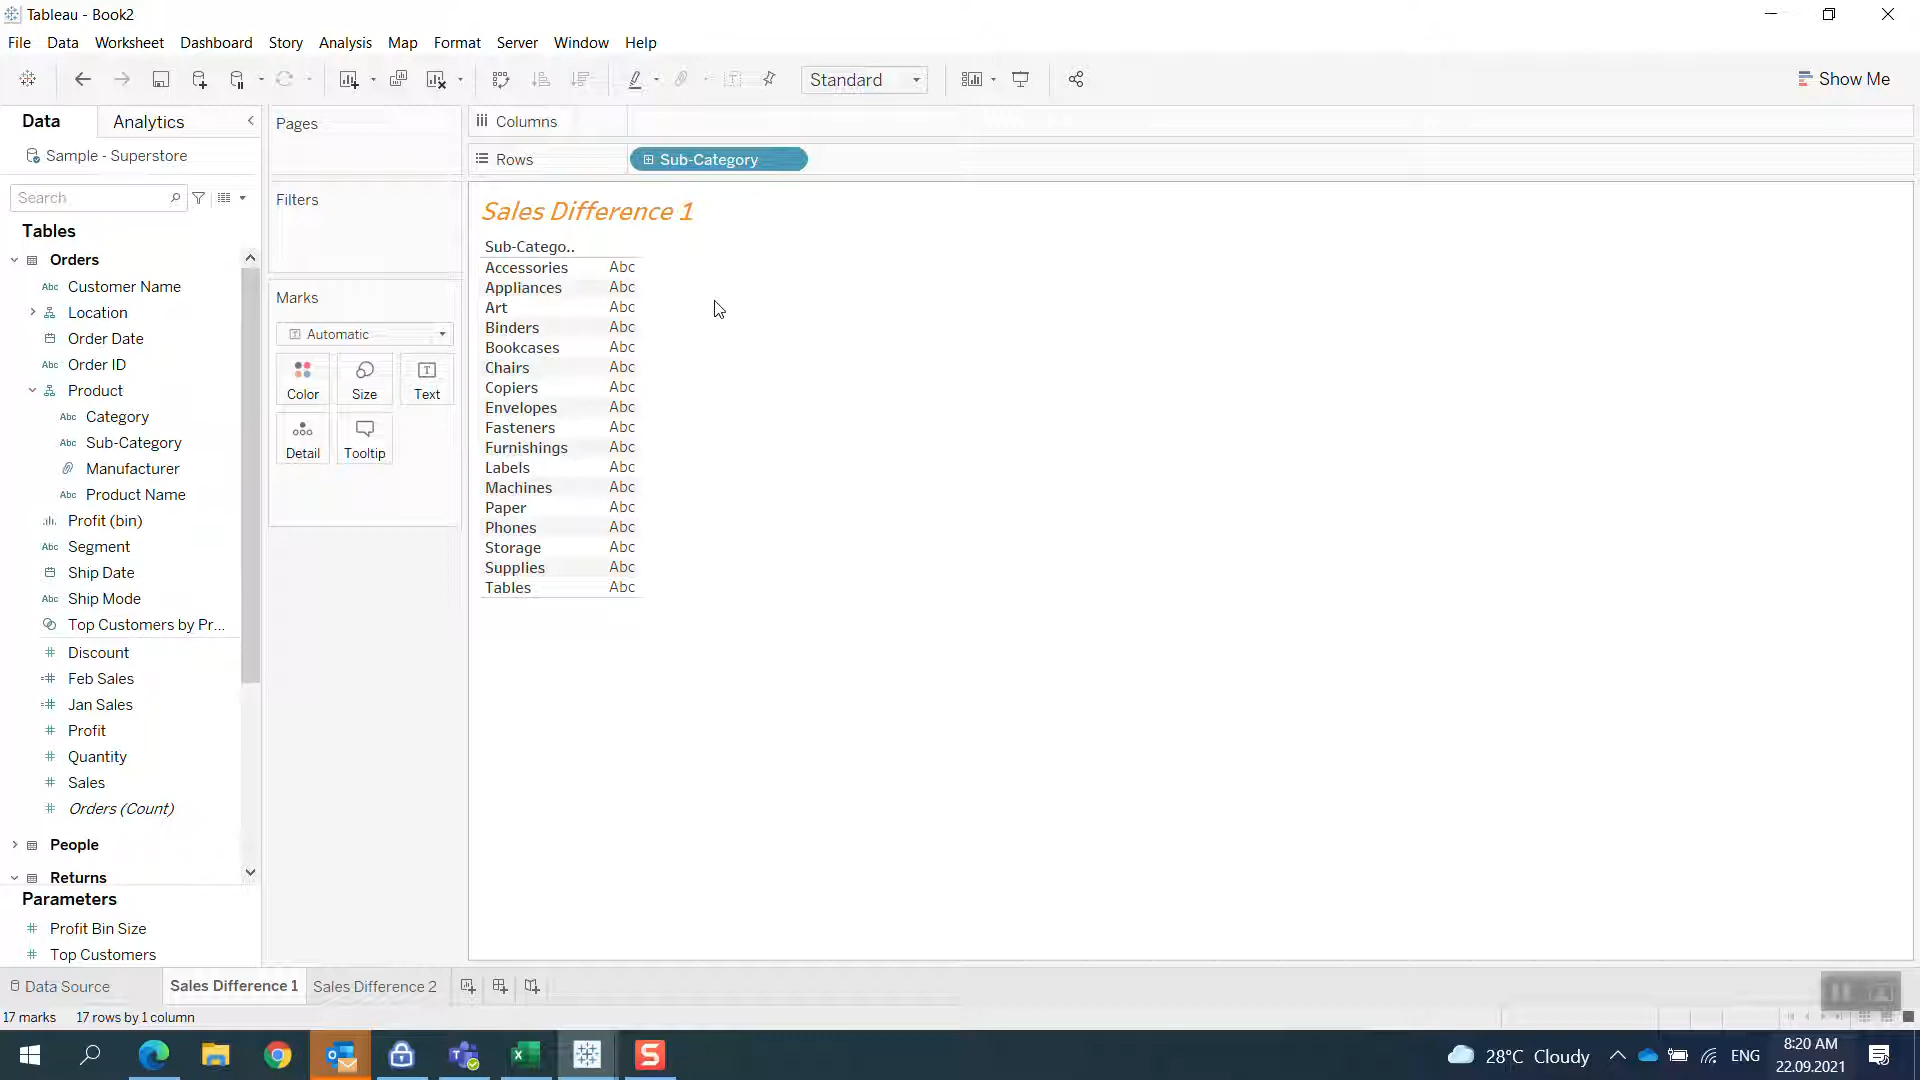 Tableau - Book2
File Data Worksheet Dashboard Story Analysis Map Format Server Window Help
Standard
Show Me
Data Analytics
Sample - Superstore
Search
Tables
Orders
Abc Customer Name
Location
Order Date
Abc Order ID
Product
Abc Category
Abc Sub-Category
Manufacturer
Abc Product Name
Profit (bin)
Abc Segment
Ship Date
Abc Ship Mode
Top Customers by Pr...
# Discount
=# Feb Sales
=# Jan Sales
# Profit
# Quantity
# Sales
# Orders (Count)
People
Returns
Parameters
# Profit Bin Size
# Top Customers
Pages
Filters
Marks
Automatic
Color Size Text
Detail Tooltip
Columns
Rows Sub-Category
Sales Difference 1
Sub-Catego..
Accessories Abc
Appliances Abc
Art Abc
Binders Abc
Bookcases Abc
Chairs Abc
Copiers Abc
Envelopes Abc
Fasteners Abc
Furnishings Abc
Labels Abc
Machines Abc
Paper Abc
Phones Abc
Storage Abc
Supplies Abc
Tables Abc
Data Source Sales Difference 1 Sales Difference 2
17 marks 17 rows by 1 column
28°C Cloudy ENG
8:20 AM
22.09.2021